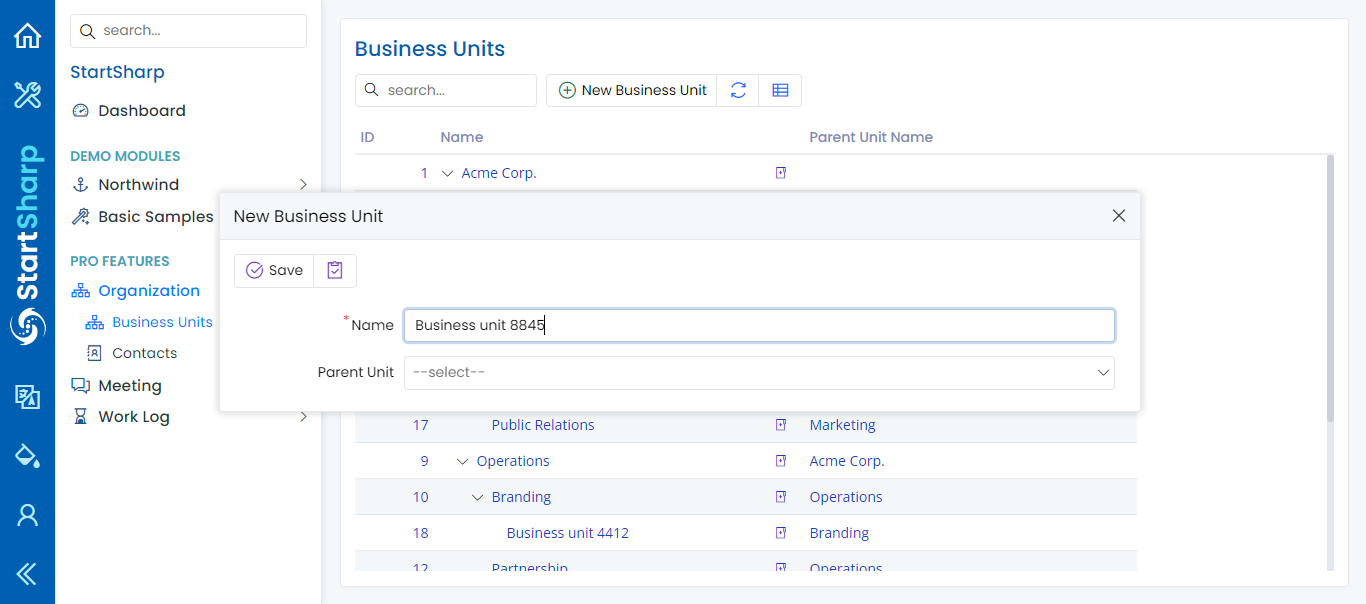 search...
StartSharp
Dashboard
DEMO MODULES
Northwind
Basic Samples
PRO FEATURES
Organization
Business Units
Contacts
Meeting
Work Log
StartSharp
Business Units
search...
New Business Unit
ID Name Parent Unit Name
1 Acme Corp.
New Business Unit
Save
*Name Business unit 8845
Parent Unit --select--
17 Public Relations Marketing
9 Operations Acme Corp.
10 Branding Operations
18 Business unit 4412 Branding
12 Partnership Operations